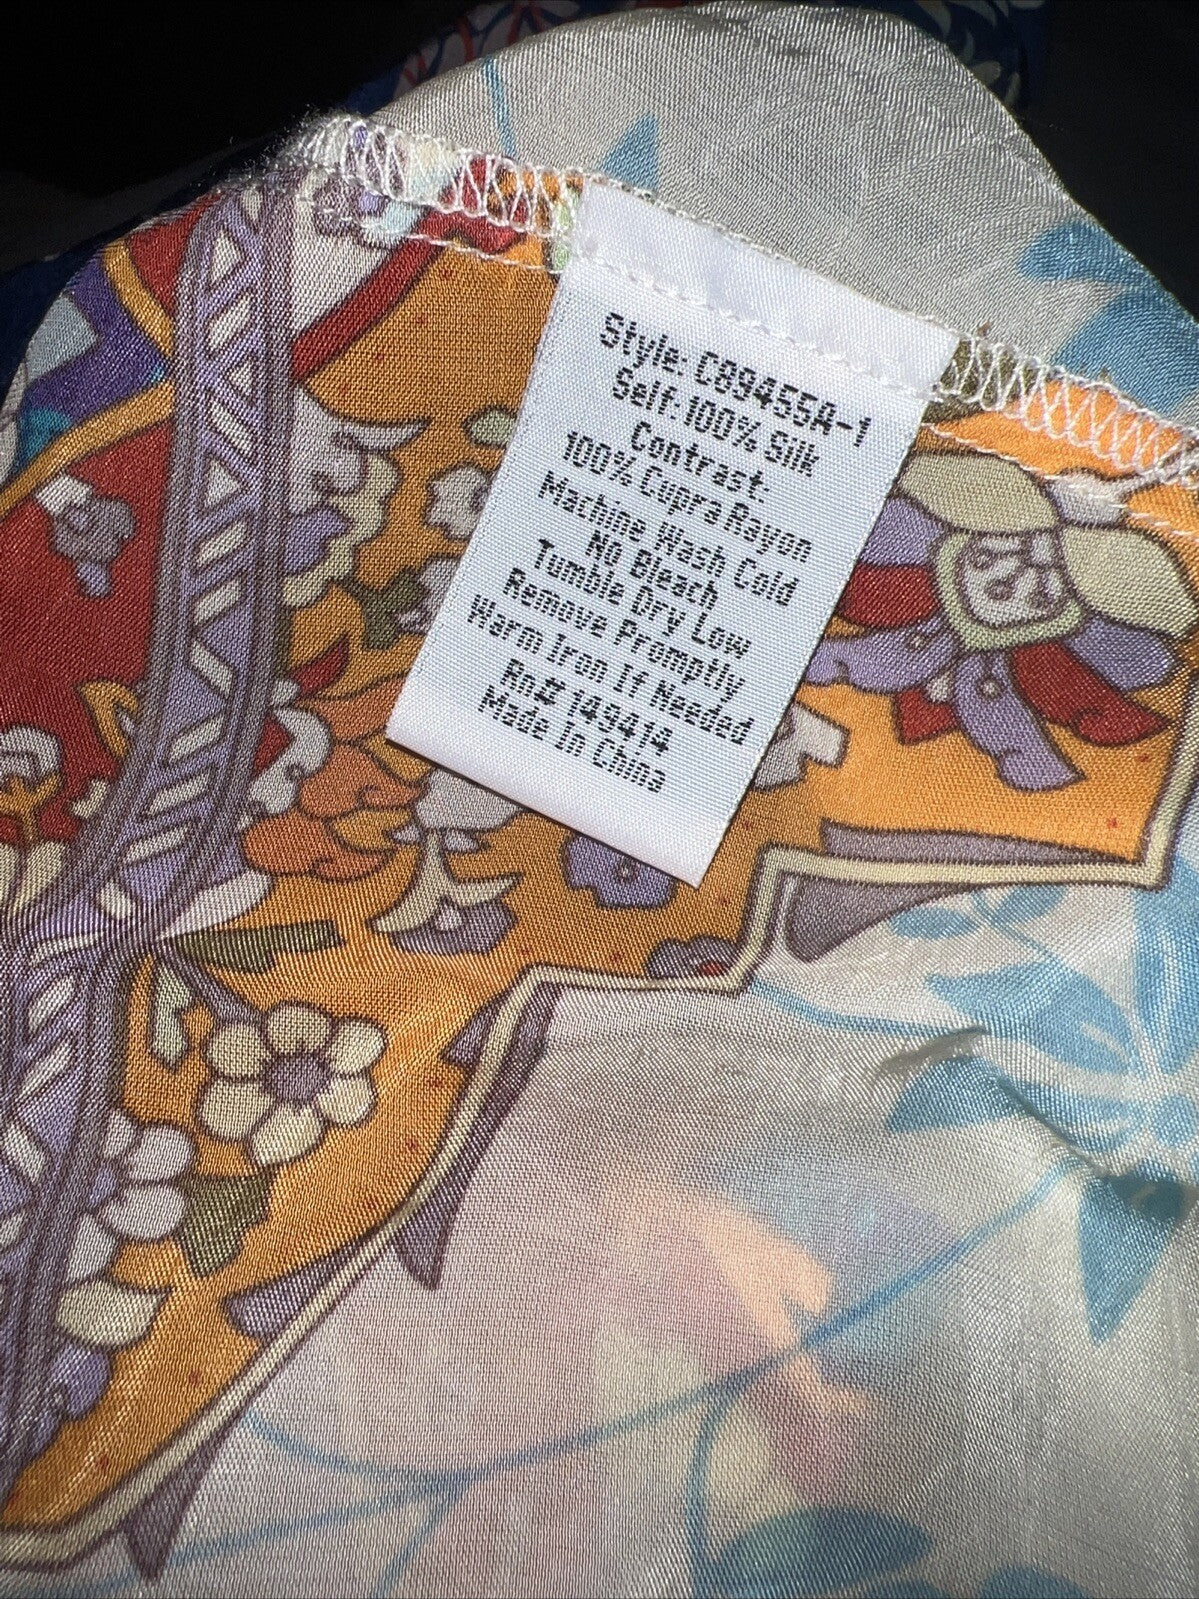 Style: C89455A-1
Self: 100% Silk
Contrast:
100% Cupra Rayon
Machine Wash Cold
No Bleach
Tumble Dry Low
Remove Promptly
Warm Iron If Needed
Rn# 149414
Made In China